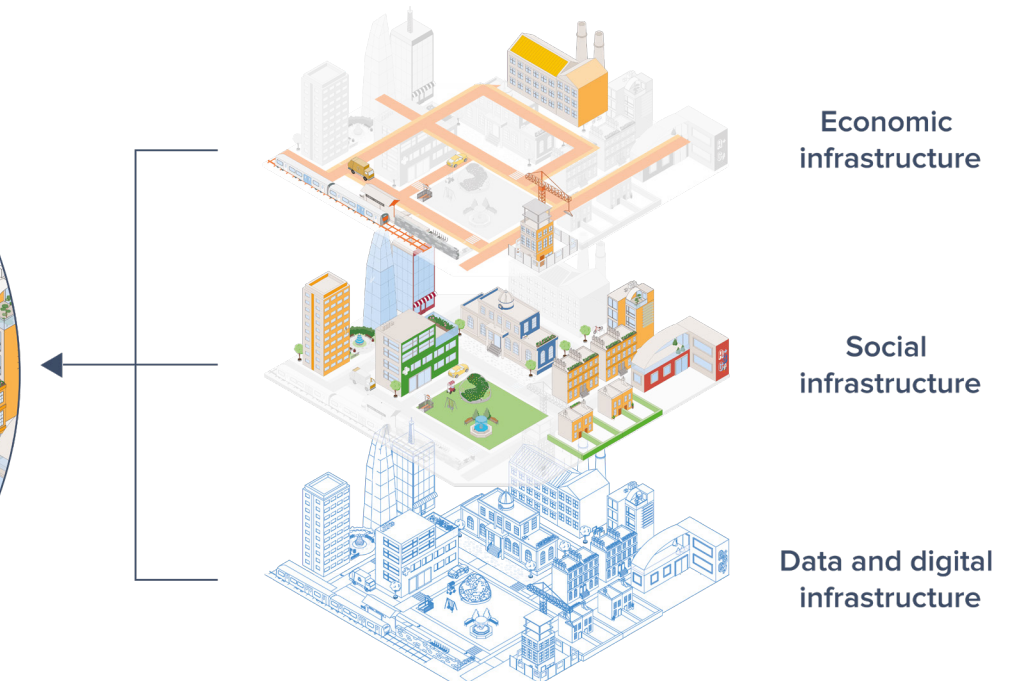 Economic
infrastructure
Social
infrastructure
Data and digital
infrastructure